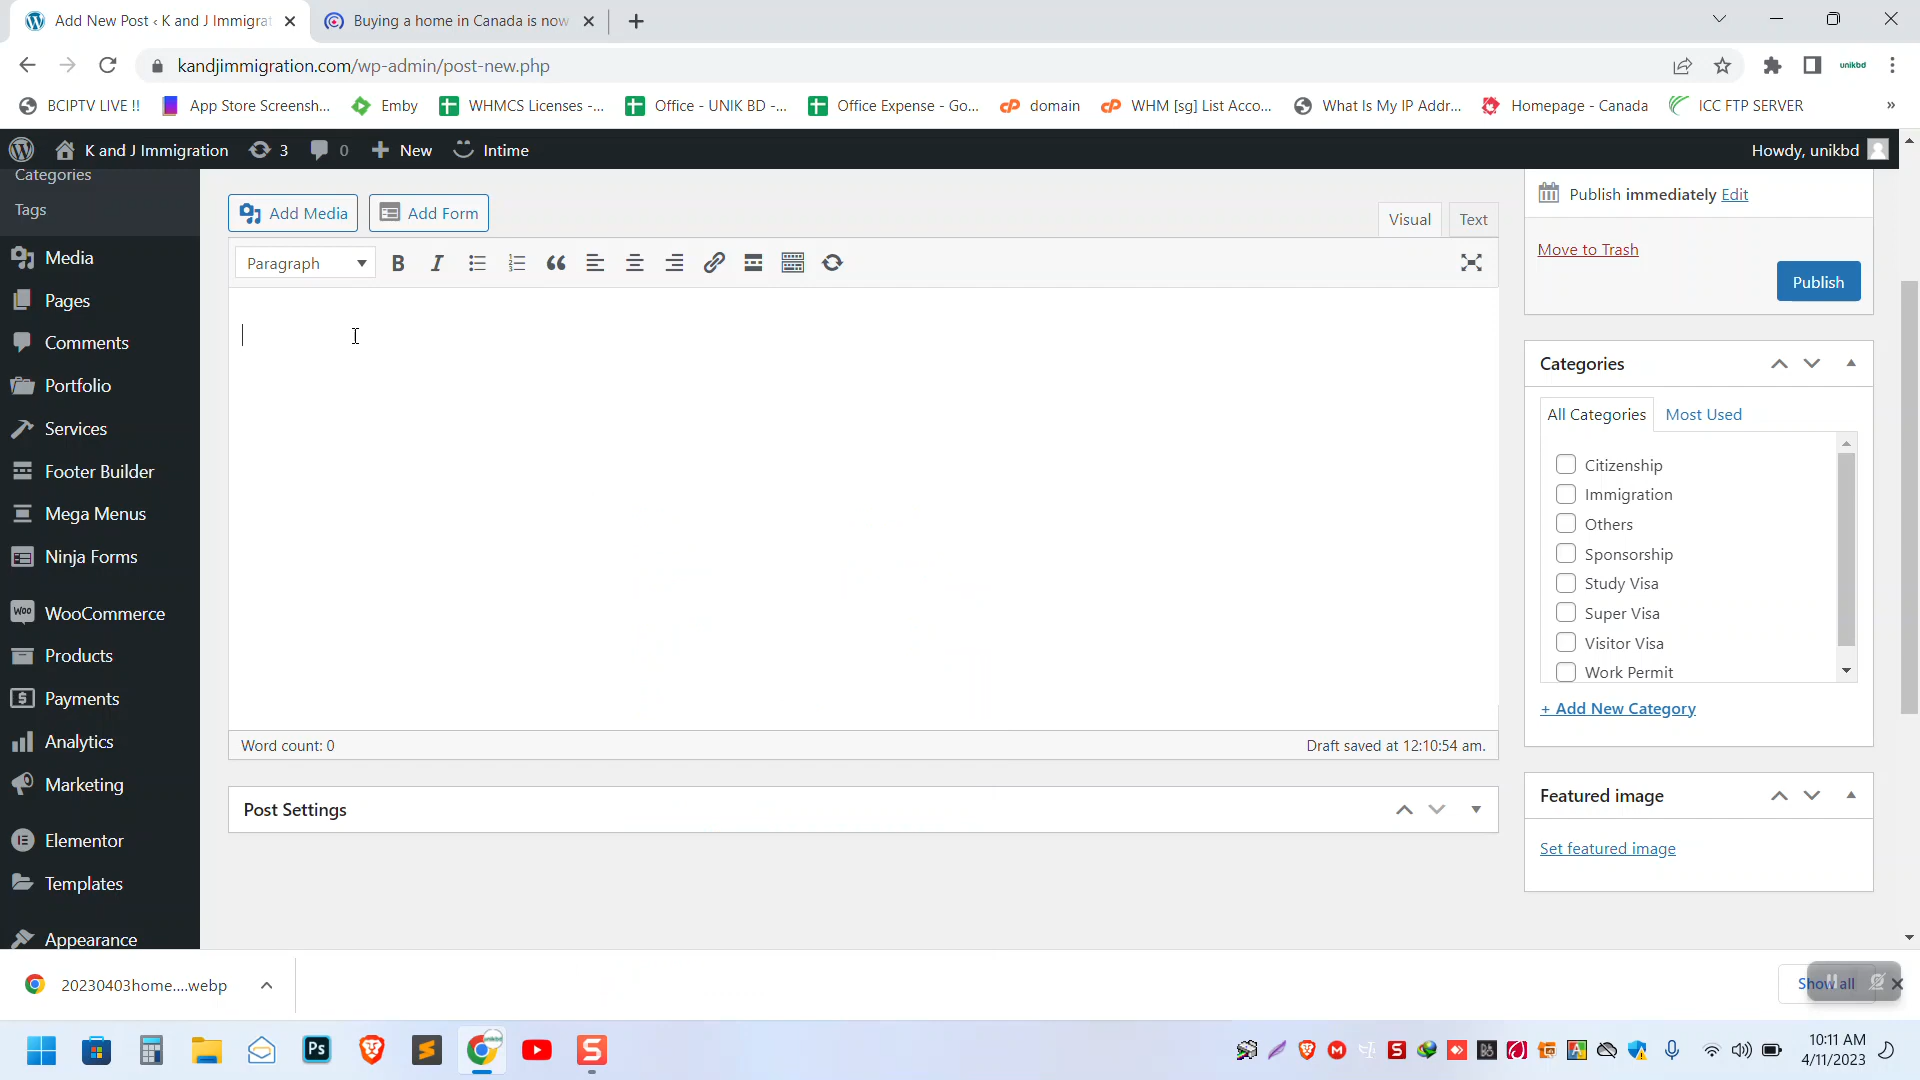 Add New Post ‹ K and J Immigrat
Buying a home in Canada is now
kandjimmigration.com/wp-admin/post-new.php
unikbd
BCIPTV LIVE !!
App Store Screensh...
Emby
WHMCS Licenses -...
Office - UNIK BD -...
Office Expense - Go...
domain
WHM [sg] List Acco...
What Is My IP Addr...
Homepage - Canada
ICC FTP SERVER
»
K and J Immigration
3
0
New
Intime
Howdy, unikbd
Categories
Tags
Media
Pages
Comments
Portfolio
Services
Footer Builder
Mega Menus
Ninja Forms
WooCommerce
Products
Payments
Analytics
Marketing
Elementor
Templates
Appearance
Add Media
Add Form
Visual
Text
Paragraph
Word count: 0
Draft saved at 12:10:54 am.
Post Settings
Publish immediately Edit
Move to Trash
Publish
Categories
All Categories
Most Used
Citizenship
Immigration
Others
Sponsorship
Study Visa
Super Visa
Visitor Visa
Work Permit
+ Add New Category
Featured image
Set featured image
20230403home....webp
Show all
10:11 AM
4/11/2023